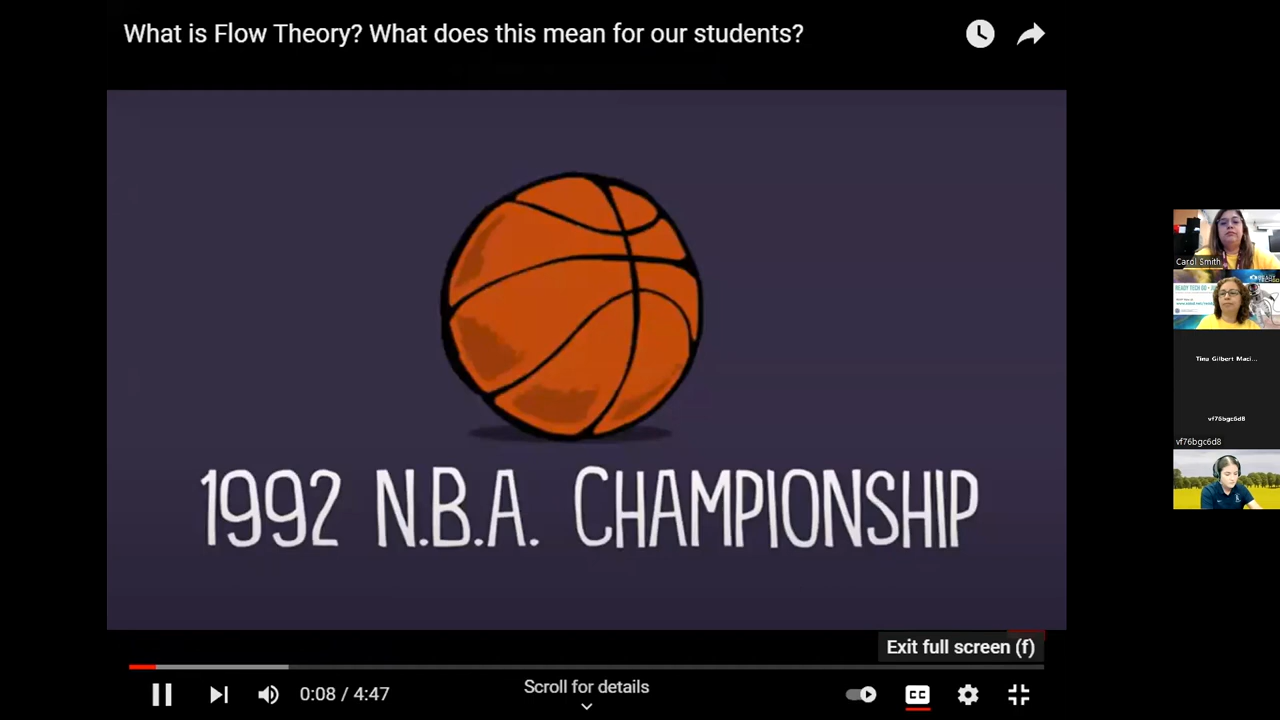 What is Flow Theory? What does this mean for our students?
1992 N.B.A. CHAMPIONSHIP
Exit full screen (f)
0:08 / 4:47
Scroll for details
CC
Carol Smith
Tina Gilbert Maci...
vf76bgc6d8
vf76bgc6d8